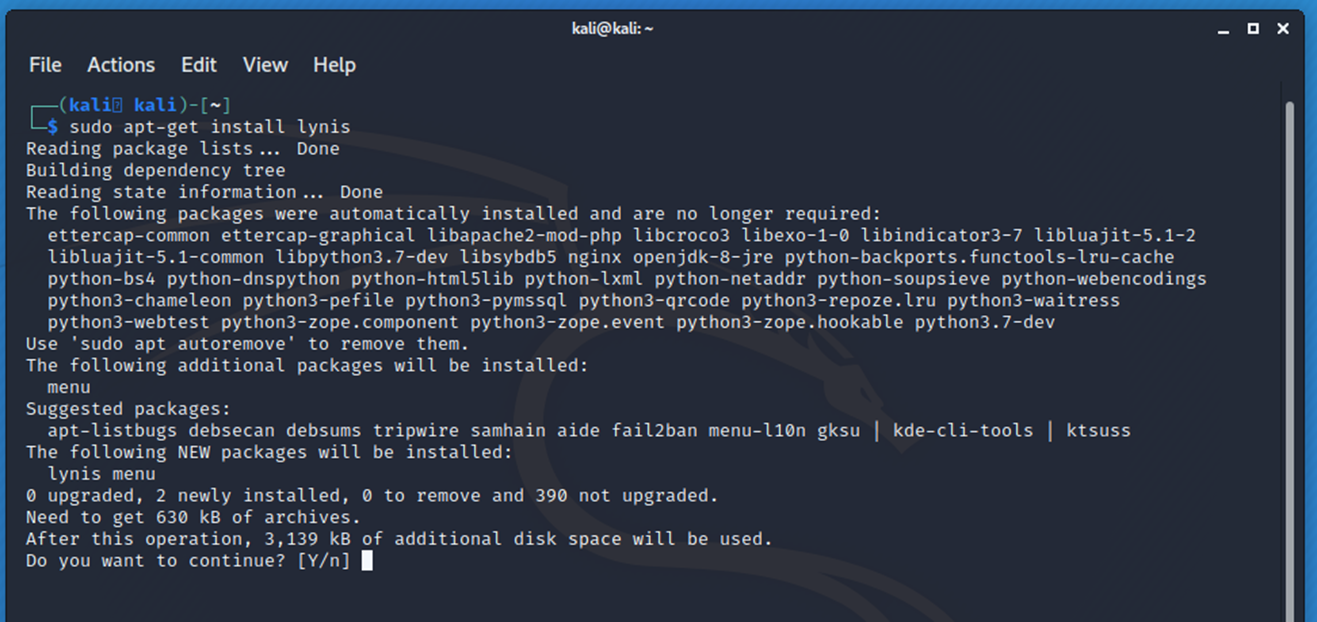 kali@kali: ~
File Actions Edit View Help
(kali kali)-[~]
$ sudo apt-get install lynis
Reading package lists... Done
Building dependency tree
Reading state information... Done
The following packages were automatically installed and are no longer required:
ettercap-common ettercap-graphical libapache2-mod-php libcroco3 libexo-1-0 libindicator3-7 libluajit-5.1-2
libluajit-5.1-common libpython3.7-dev libsybdb5 nginx openjdk-8-jre python-backports.functools-lru-cache
python-bs4 python-dnspython python-html5lib python-lxml python-netaddr python-soupsieve python-webencodings
python3-chameleon python3-pefile python3-pymssql python3-qrcode python3-repoze.lru python3-waitress
python3-webtest python3-zope.component python3-zope.event python3-zope.hookable python3.7-dev
Use 'sudo apt autoremove' to remove them.
The following additional packages will be installed:
menu
Suggested packages:
apt-listbugs debsecan debsums tripwire samhain aide fail2ban menu-l10n gksu | kde-cli-tools | ktsuss
The following NEW packages will be installed:
lynis menu
0 upgraded, 2 newly installed, 0 to remove and 390 not upgraded.
Need to get 630 kB of archives.
After this operation, 3,139 kB of additional disk space will be used.
Do you want to continue? [Y/n]